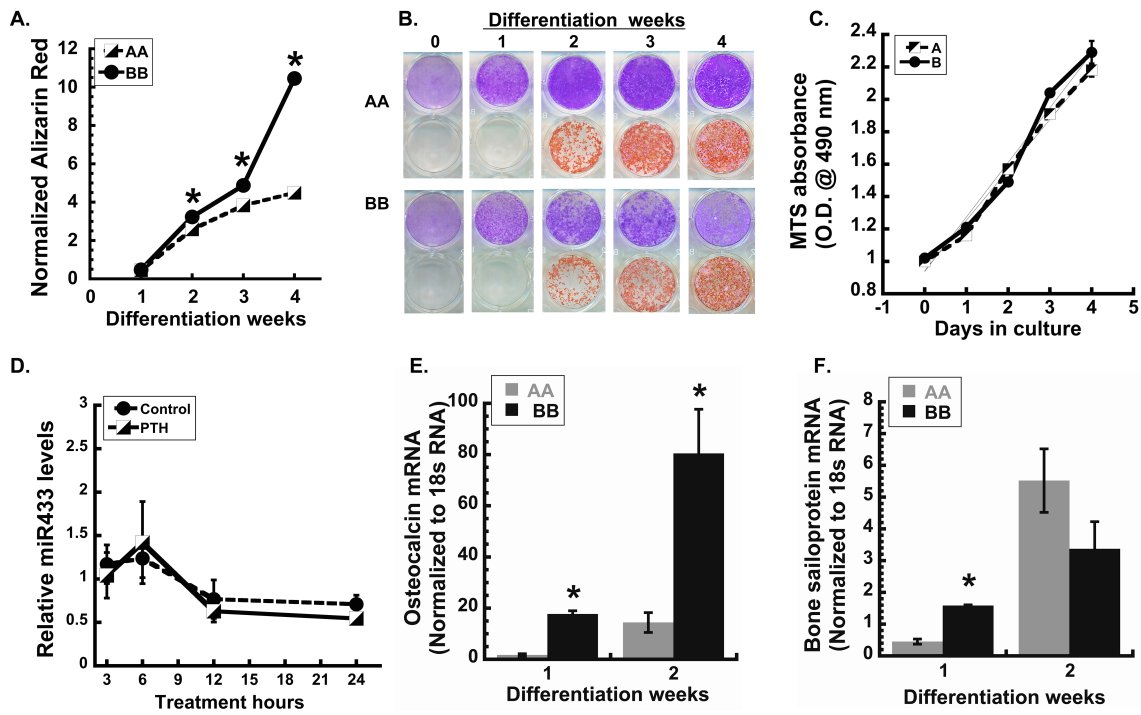 A.
Normalized Alizarin Red
12
10
8
6
4
2
0
AA
BB
*
*
*
0 1 2 3 4
Differentiation weeks
B.
Differentiation weeks
0 1 2 3 4
AA
BB
C.
MTS absorbance
(O.D. @ 490 nm)
2.4
2.2
2.0
1.8
1.6
1.4
1.2
1.0
0.8
A
B
-1 0 1 2 3 4 5
Days in culture
D.
Relative miR433 levels
3
2.5
2
1.5
1
0.5
0
Control
PTH
3 6 9 12 15 18 21 24
Treatment hours
E.
Osteocalcin mRNA
(Normalized to 18s RNA)
100
80
60
40
20
0
AA
BB
*
*
1 2
Differentiation weeks
F.
Bone sailoprotein mRNA
(Normalized to 18s RNA)
8
7
6
5
4
3
2
1
0
AA
BB
*
1 2
Differentiation weeks